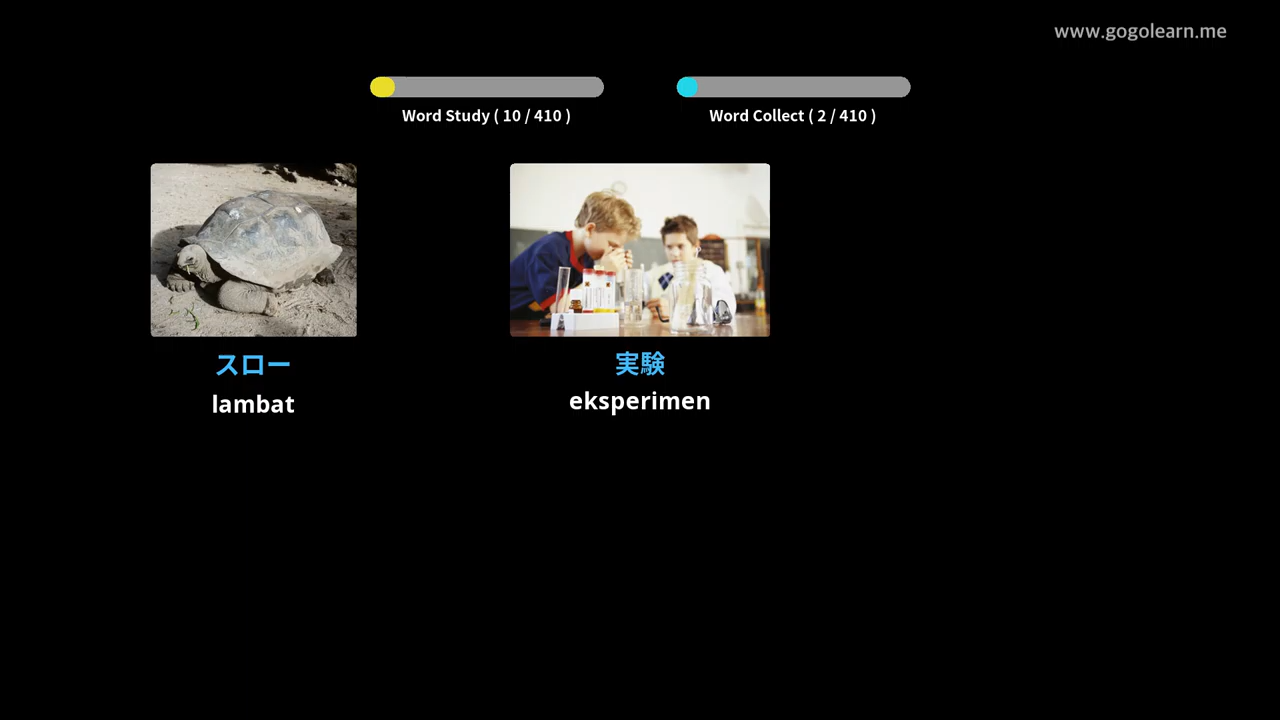 www.gogolearn.me
Word Study ( 10 / 410 )
Word Collect ( 2 / 410 )
スロー
lambat
実験
eksperimen